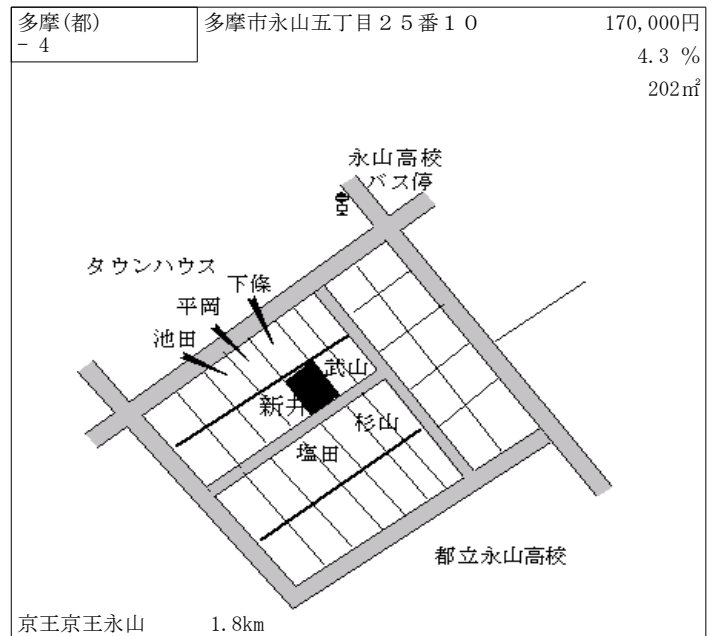 多摩(都)
- 4
多摩市永山五丁目２５番１０
170,000円
4.3 %
202㎡
永山高校
バス停
タウンハウス
下條
平岡
池田
武山
新井
杉山
塩田
都立永山高校
京王京王永山 1.8km